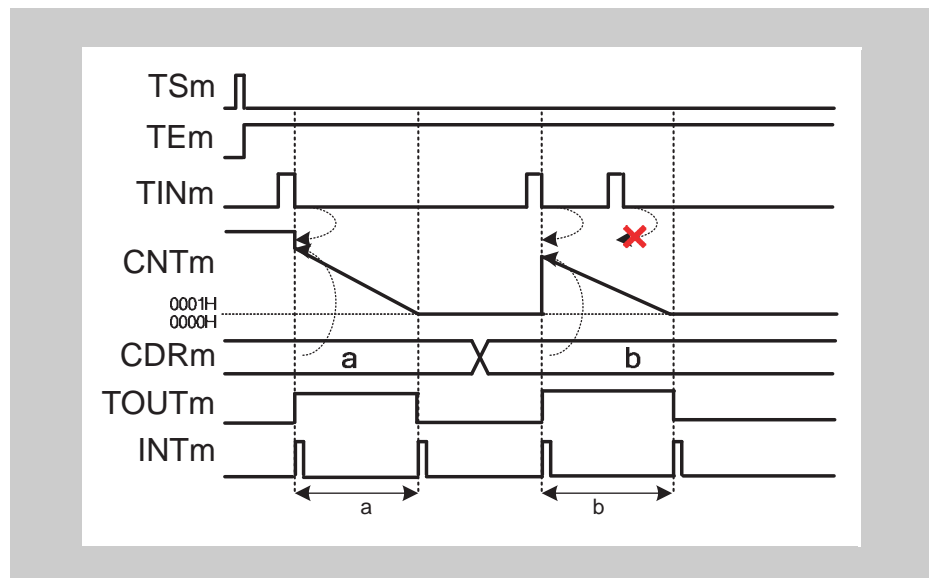 TSm
TEm
TINm
CNTm
0001H
0000H
CDRm
a
b
TOUTm
INTm
a
b